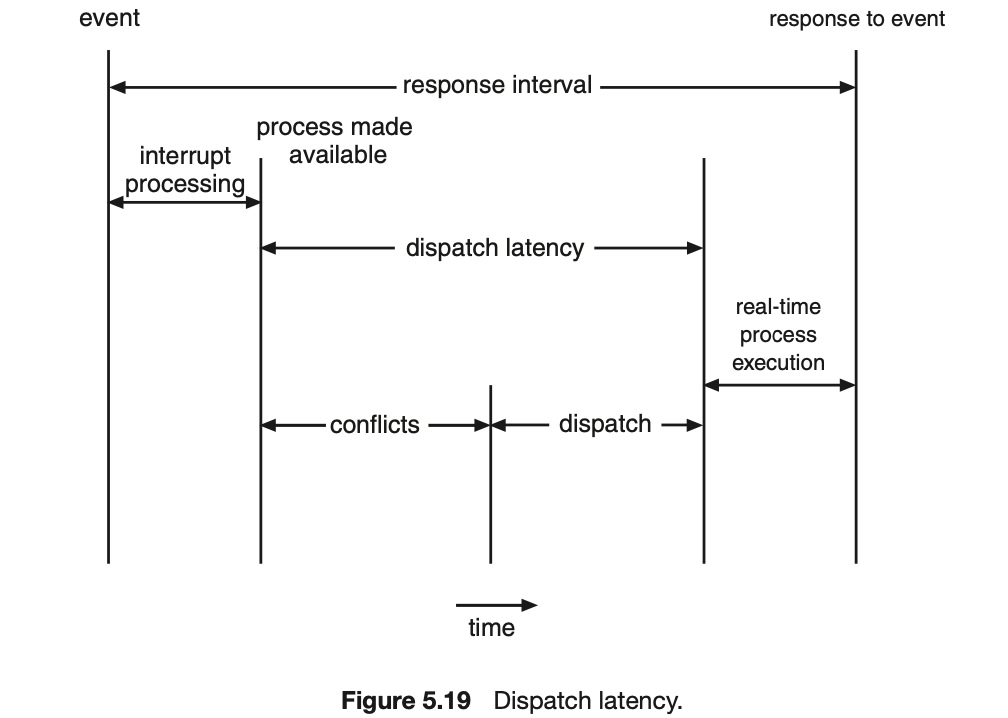 event
response to event
response interval
process made
available
interrupt
processing
dispatch latency
real-time
process
execution
conflicts
dispatch
time
Figure 5.19 Dispatch latency.